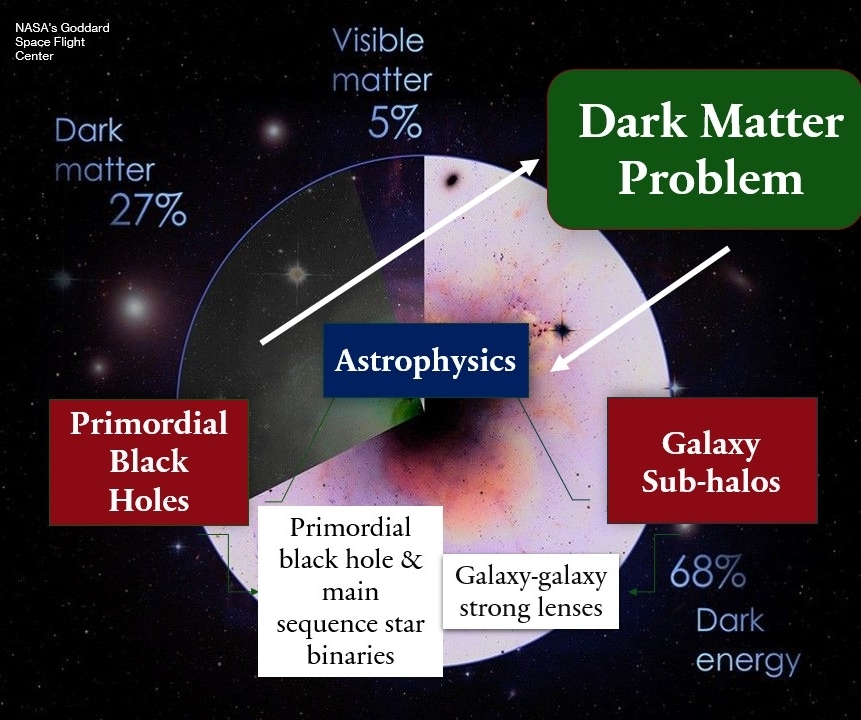 NASA's Goddard
Space Flight
Center
Visible
matter
5%
Dark
matter
27%
Dark Matter
Problem
Astrophysics
Primordial
Black
Holes
Galaxy
Sub-halos
Primordial
black hole &
main
sequence star
binaries
Galaxy-galaxy
strong lenses
68%
Dark
energy